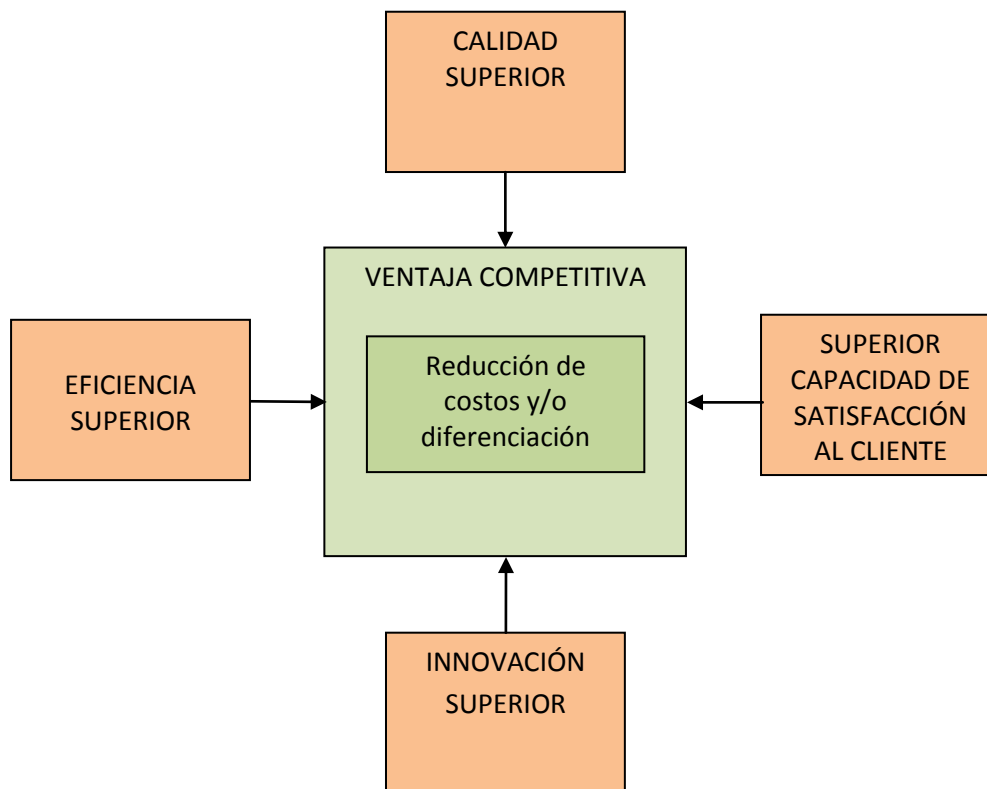 CALIDAD
SUPERIOR
VENTAJA COMPETITIVA
Reducción de
costos y/o
diferenciación
EFICIENCIA
SUPERIOR
SUPERIOR
CAPACIDAD DE
SATISFACCIÓN
AL CLIENTE
INNOVACIÓN
SUPERIOR